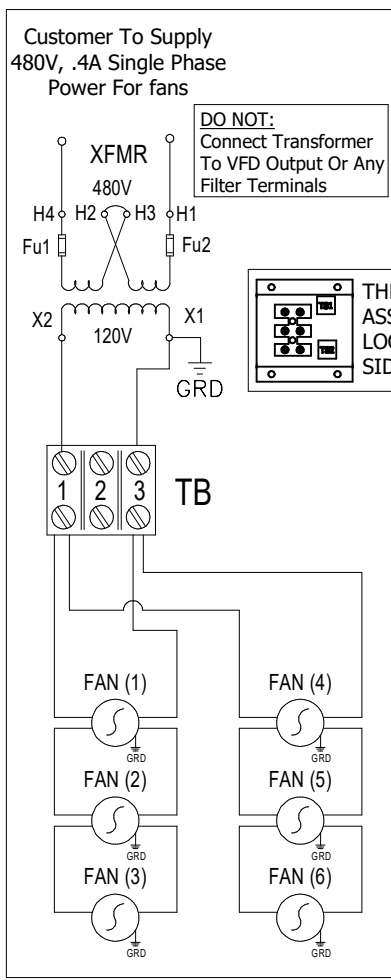 Customer To Supply
480V, .4A Single Phase
Power For fans
DO NOT:
Connect Transformer
To VFD Output Or Any
Filter Terminals
XFMR
480V
H4 H2 H3 H1
Fu1 Fu2
X2 X1
120V
GRD
TB1
TB2
TH
ASS
LOC
SID
1 2 3 TB
FAN (1) FAN (4)
GRD GRD
FAN (2) FAN (5)
GRD GRD
FAN (3) FAN (6)
GRD GRD